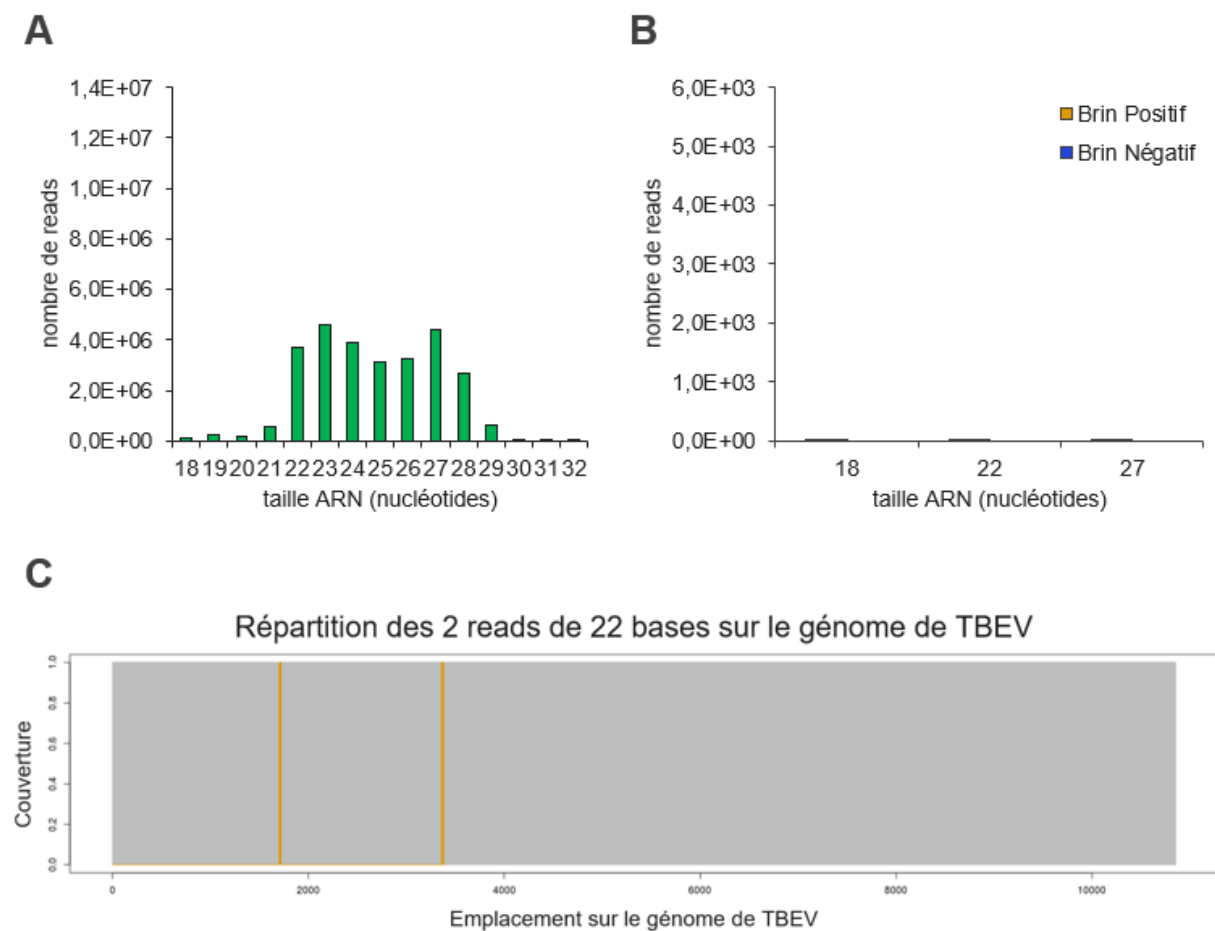 A
1,4E+07
1,2E+07
1,0E+07
8,0E+06
6,0E+06
4,0E+06
2,0E+06
0,0E+00
nombre de reads
18 19 20 21 22 23 24 25 26 27 28 29 30 31 32
taille ARN (nucléotides)
B
6,0E+03
5,0E+03
4,0E+03
3,0E+03
2,0E+03
1,0E+03
0,0E+00
nombre de reads
Brin Positif
Brin Négatif
18 22 27
taille ARN (nucléotides)
C
Répartition des 2 reads de 22 bases sur le génome de TBEV
Couverture
1.0
0.8
0.6
0.4
0.2
0.0
0 2000 4000 6000 8000 10000
Emplacement sur le génome de TBEV